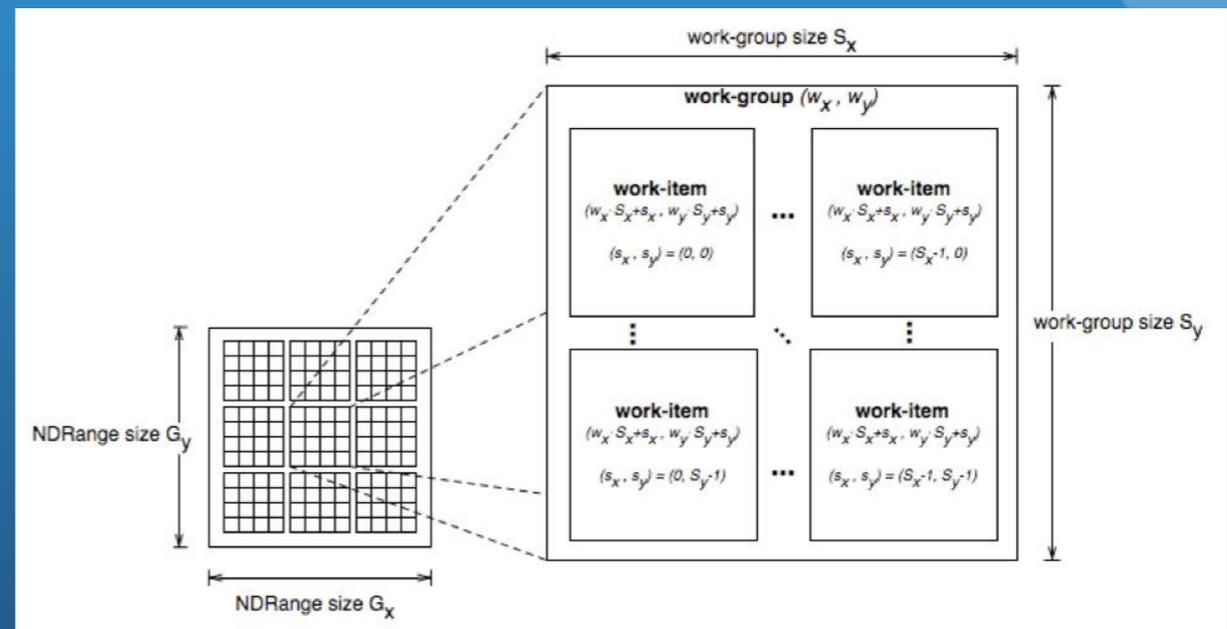 work-group size Sx
work-group (wx , wy)
work-item
(wx· Sx+sx , wy· Sy+sy)
(sx , sy) = (0, 0)
...
work-item
(wx· Sx+sx , wy· Sy+sy)
(sx , sy) = (Sx-1, 0)
work-group size Sy
work-item
(wx· Sx+sx , wy· Sy+sy)
(sx , sy) = (0, Sy-1)
...
work-item
(wx· Sx+sx , wy· Sy+sy)
(sx , sy) = (Sx-1, Sy-1)
NDRange size Gy
NDRange size Gx